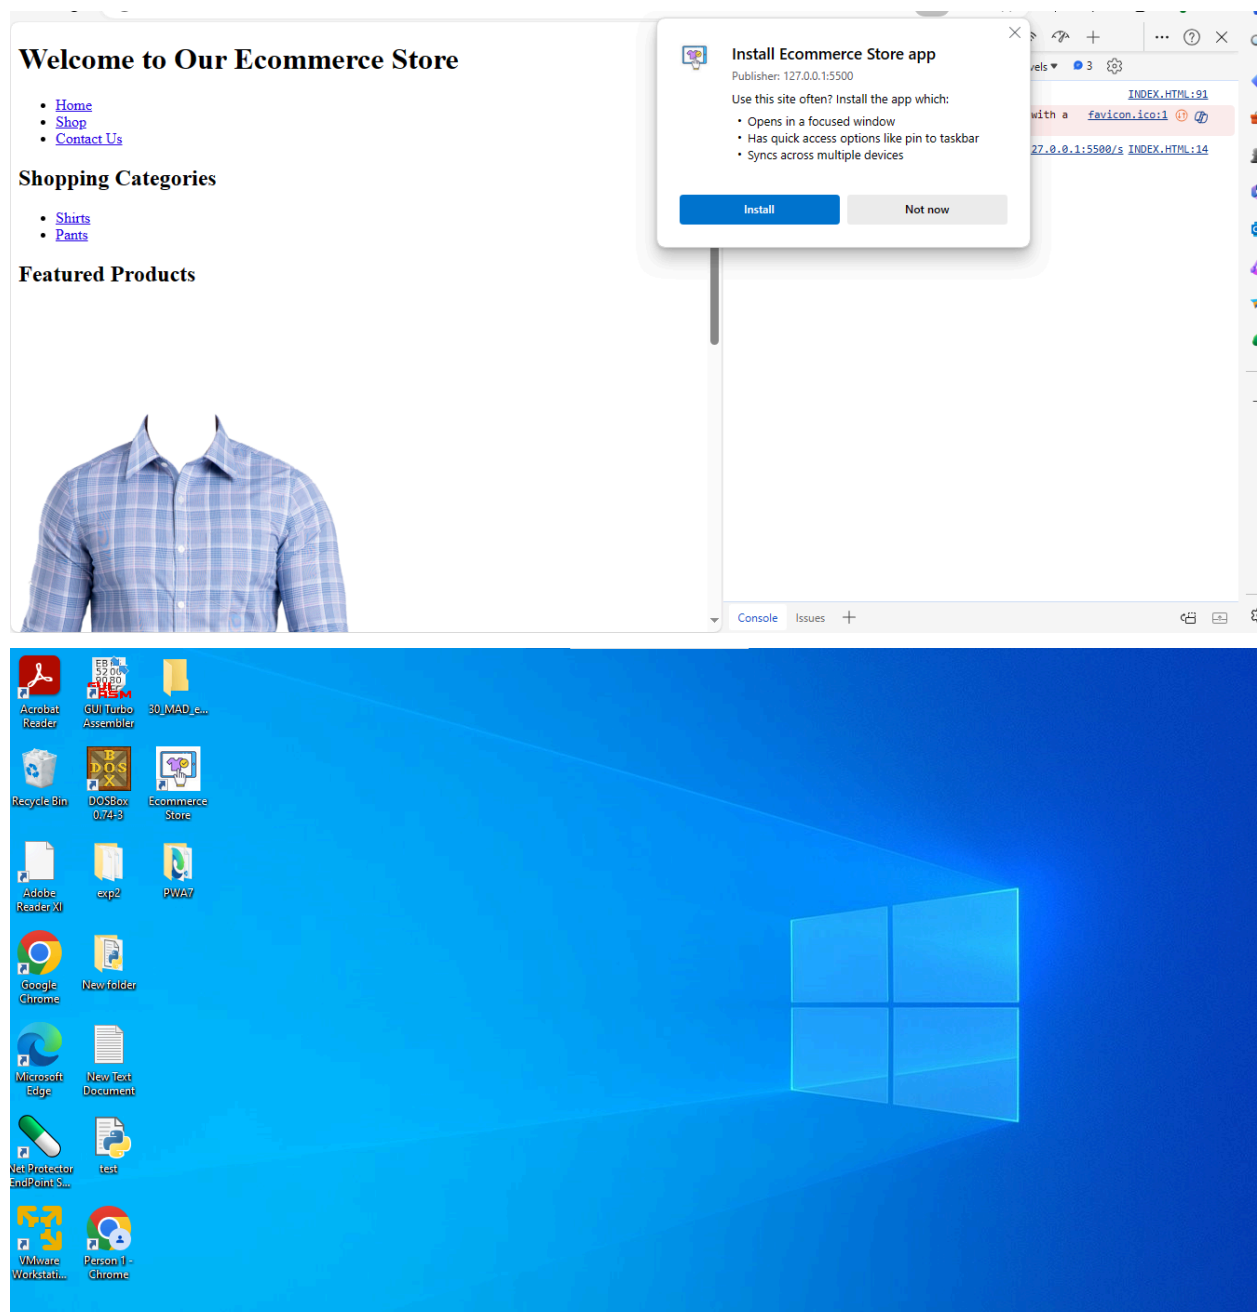 Welcome to Our Ecommerce Store
Home
Shop
Contact Us
Shopping Categories
Shirts
Pants
Featured Products
Install Ecommerce Store app
Publisher: 127.0.0.1:5500
Use this site often? Install the app which:
• Opens in a focused window
• Has quick access options like pin to taskbar
• Syncs across multiple devices
Install
Not now
3
INDEX.HTML:91
with a favicon.ico:1
27.0.0.1:5500/s INDEX.HTML:14
Console Issues
Acrobat
Reader
GUI Turbo
Assembler
30_MAD_e...
Recycle Bin
DOSBox
0.74-3
Ecommerce
Store
Adobe
Reader XI
exp2
PWA7
Google
Chrome
New folder
Microsoft
Edge
New Text
Document
Net Protector
EndPoint S...
test
VMware
Workstati...
Person 1 -
Chrome